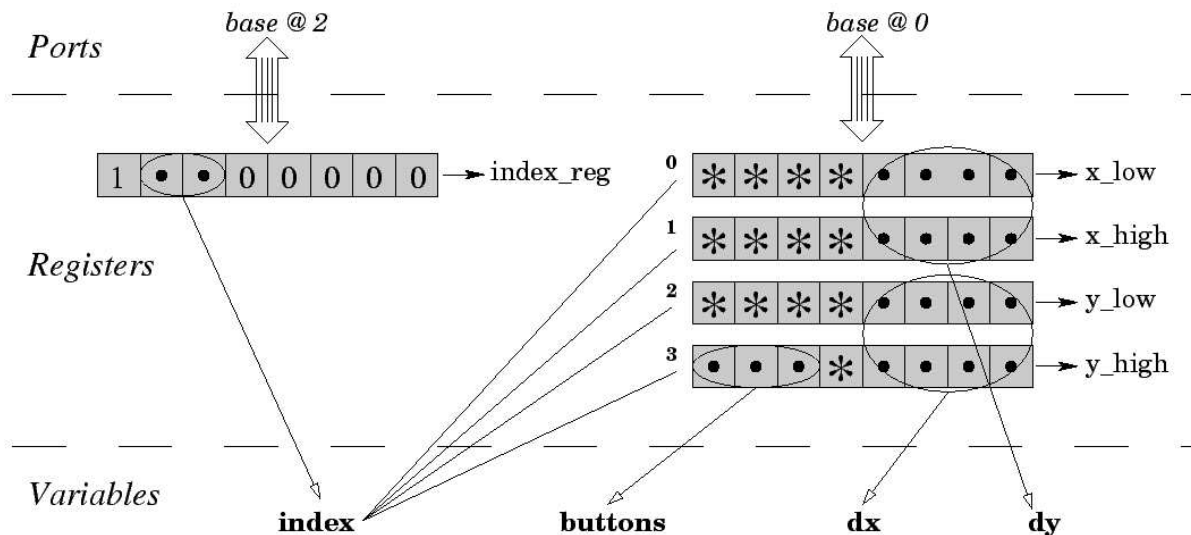 base @ 2
base @ 0
Ports
1 0 0 0 0 0
index_reg
0
* * * *
x_low
1
* * * *
x_high
Registers
2
* * * *
y_low
3
*
y_high
Variables
index
buttons
dx
dy